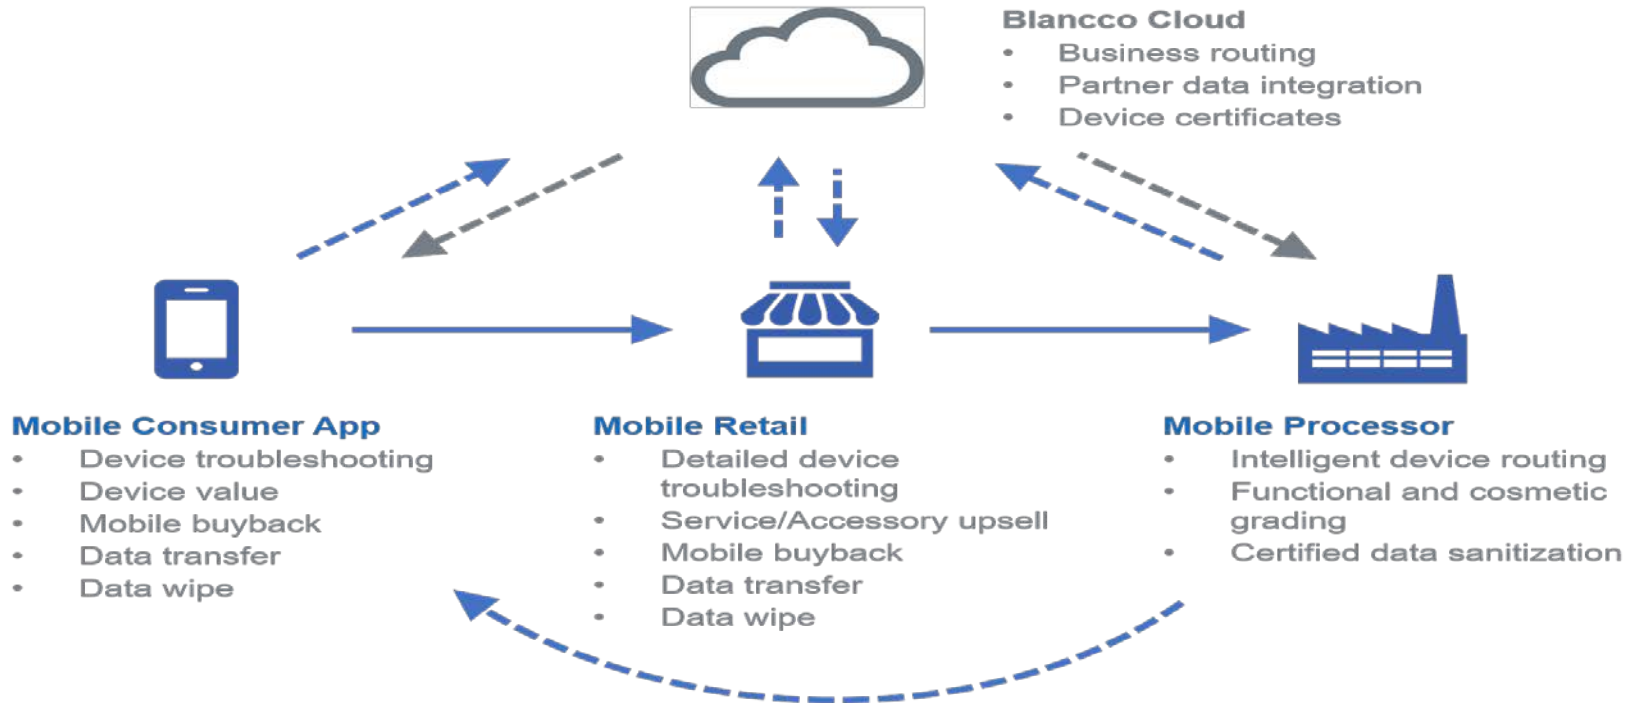 Blancco Cloud
• Business routing
• Partner data integration
• Device certificates
Mobile Consumer App
• Device troubleshooting
• Device value
• Mobile buyback
• Data transfer
• Data wipe
Mobile Retail
• Detailed device
troubleshooting
• Service/Accessory upsell
• Mobile buyback
• Data transfer
• Data wipe
Mobile Processor
• Intelligent device routing
• Functional and cosmetic
grading
• Certified data sanitization